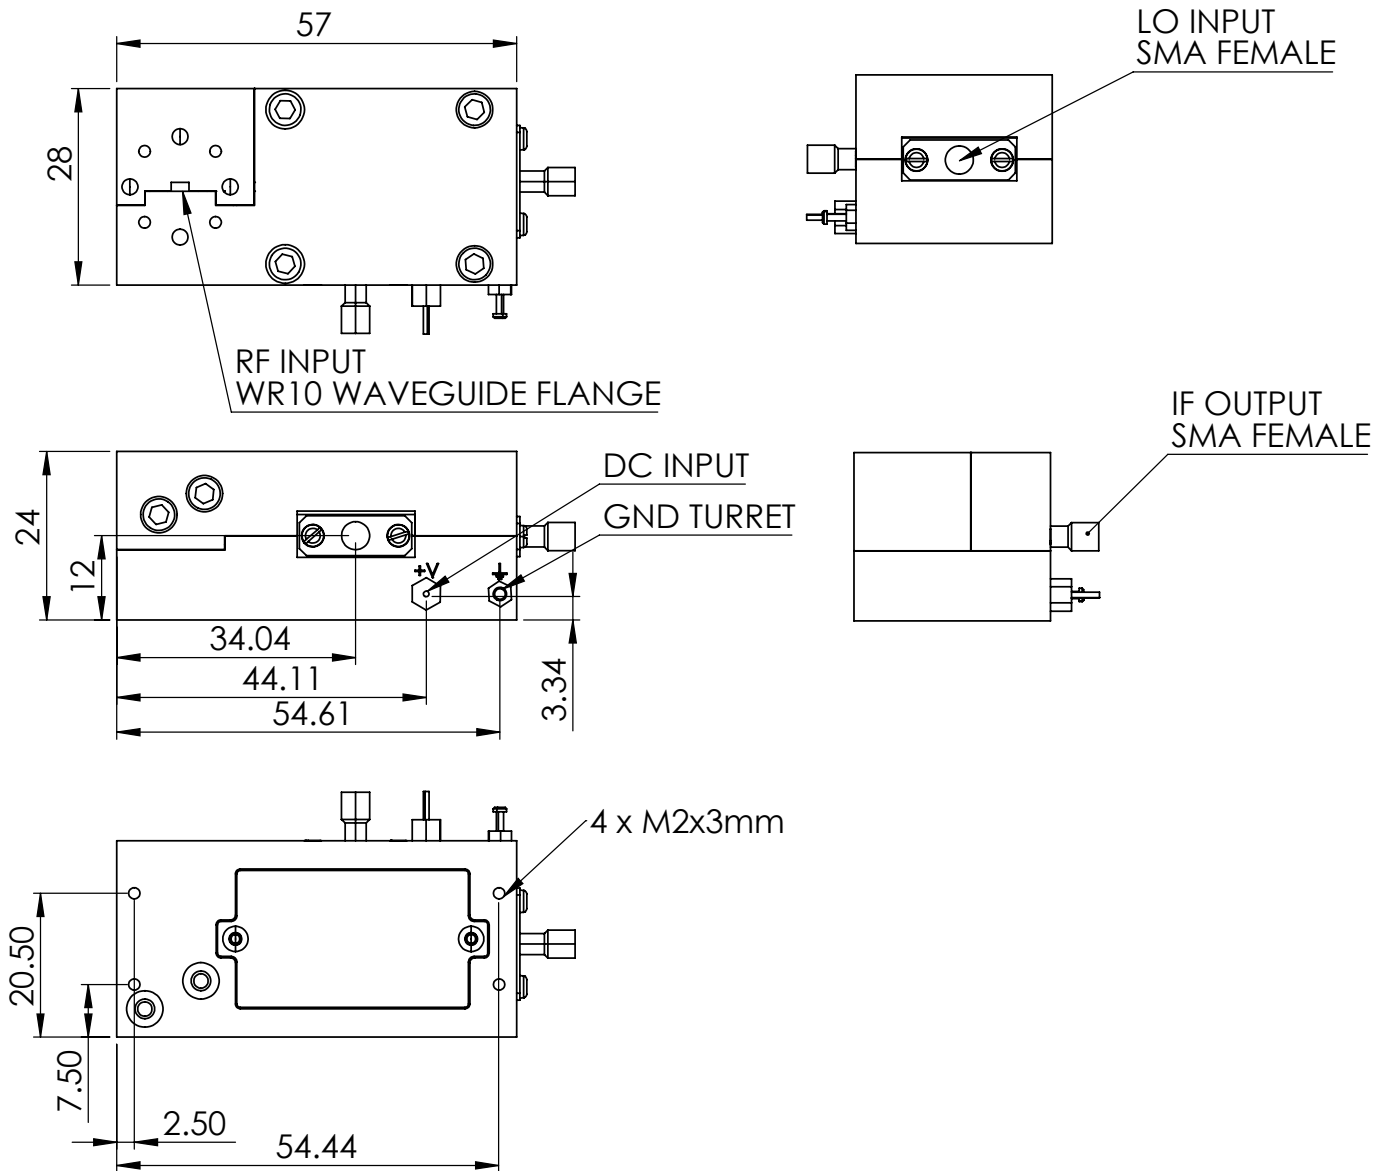 57
LO INPUT
SMA FEMALE
28
RF INPUT
WR10 WAVEGUIDE FLANGE
IF OUTPUT
SMA FEMALE
DC INPUT
GND TURRET
24
12
+V
34.04
44.11
54.61
3.34
4 x M2x3mm
20.50
7.50
2.50
54.44